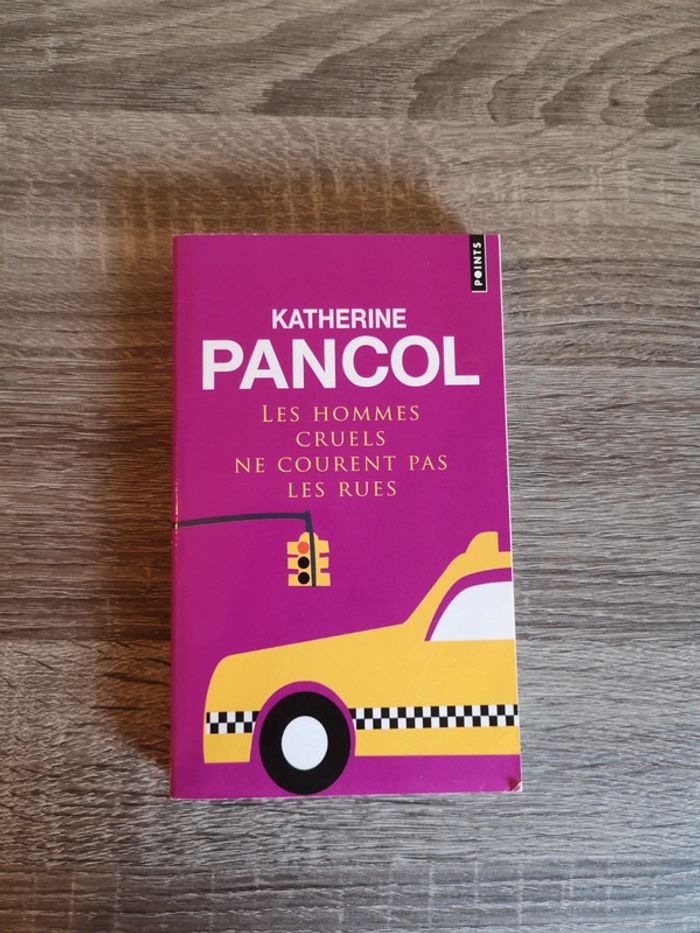 POINTS
KATHERINE
PANCOL
LES HOMMES
CRUELS
NE COURENT PAS
LES RUES